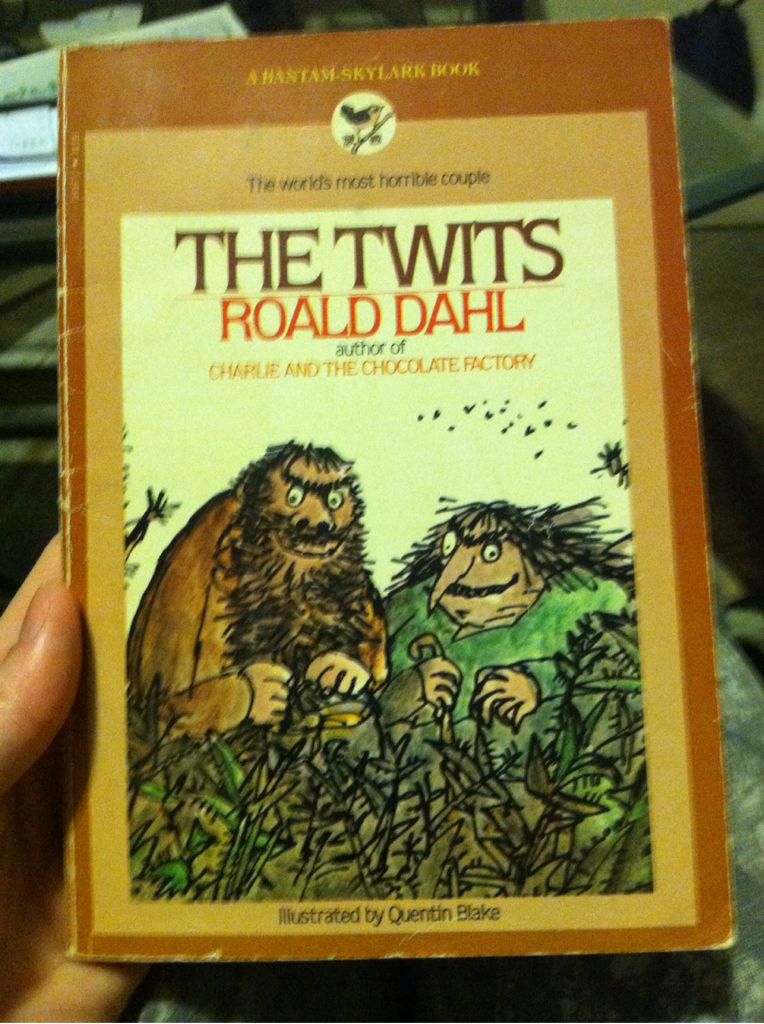 A BANTAM-SKYLARK BOOK
The world's most horrible couple
THE TWITS
ROALD DAHL
author of
CHARLIE AND THE CHOCOLATE FACTORY
Illustrated by Quentin Blake